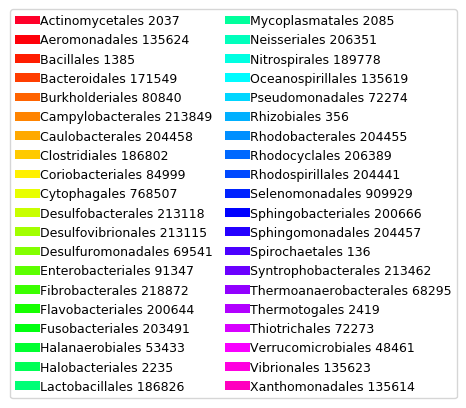 Actinomycetales 2037
Aeromonadales 135624
Bacillales 1385
Bacteroidales 171549
Burkholderiales 80840
Campylobacterales 213849
Caulobacterales 204458
Clostridiales 186802
Coriobacteriales 84999
Cytophagales 768507
Desulfobacterales 213118
Desulfovibrionales 213115
Desulfuromonadales 69541
Enterobacteriales 91347
Fibrobacterales 218872
Flavobacteriales 200644
Fusobacteriales 203491
Halanaerobiales 53433
Halobacteriales 2235
Lactobacillales 186826
Mycoplasmatales 2085
Neisseriales 206351
Nitrospirales 189778
Oceanospirillales 135619
Pseudomonadales 72274
Rhizobiales 356
Rhodobacterales 204455
Rhodocyclales 206389
Rhodospirillales 204441
Selenomonadales 909929
Sphingobacteriales 200666
Sphingomonadales 204457
Spirochaetales 136
Syntrophobacterales 213462
Thermoanaerobacterales 68295
Thermotogales 2419
Thiotrichales 72273
Verrucomicrobiales 48461
Vibrionales 135623
Xanthomonadales 135614